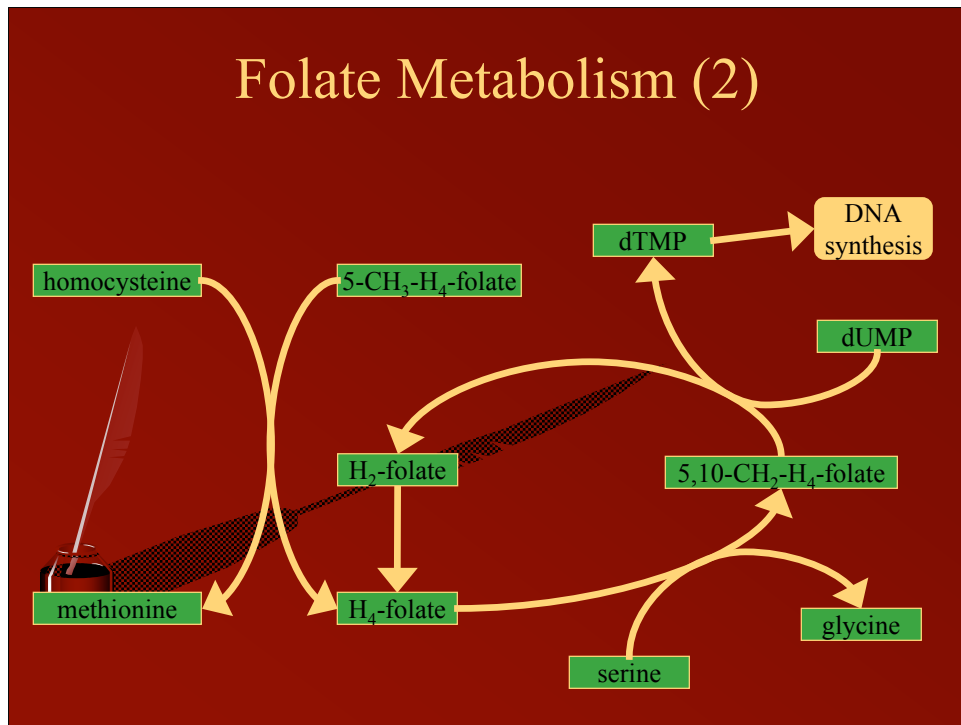 Folate Metabolism (2)
DNA
synthesis
dTMP
homocysteine
5-CH₃-H₄-folate
dUMP
H₂-folate
5,10-CH₂-H₄-folate
methionine
H₄-folate
glycine
serine